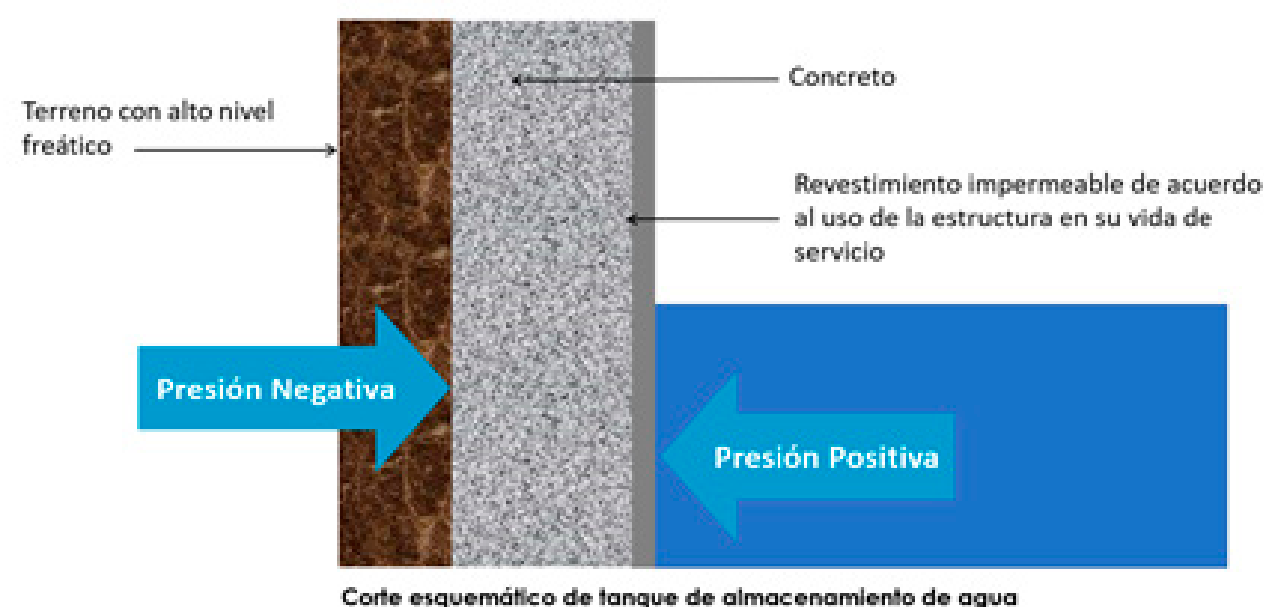 Concreto
Terreno con alto nivel
freático
Revestimiento impermeable de acuerdo
al uso de la estructura en su vida de
servicio
Presión Negativa
Presión Positiva
Corte esquemático de tanque de almacenamiento de agua